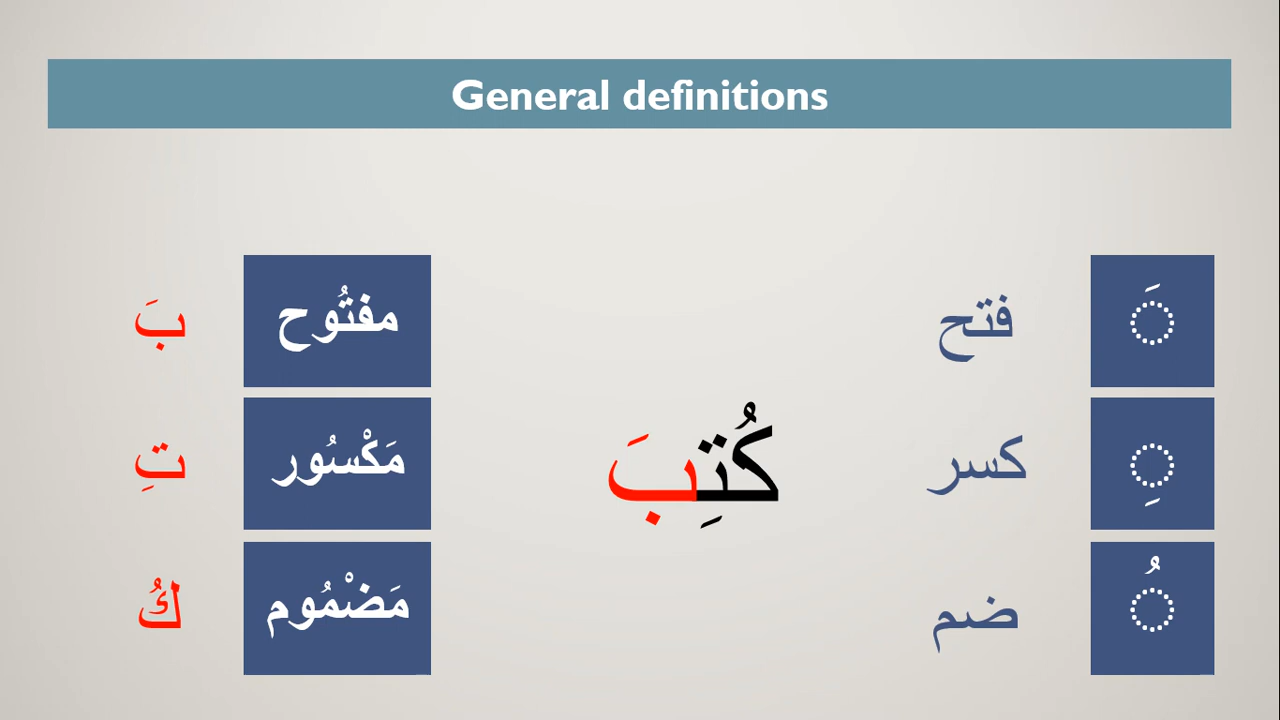 General definitions
◌َ فتح مفتُوح بَ
كُتِبَ
◌ِ كسر مَكْسُور تِ
◌ُ ضم مَضْمُوم كُ